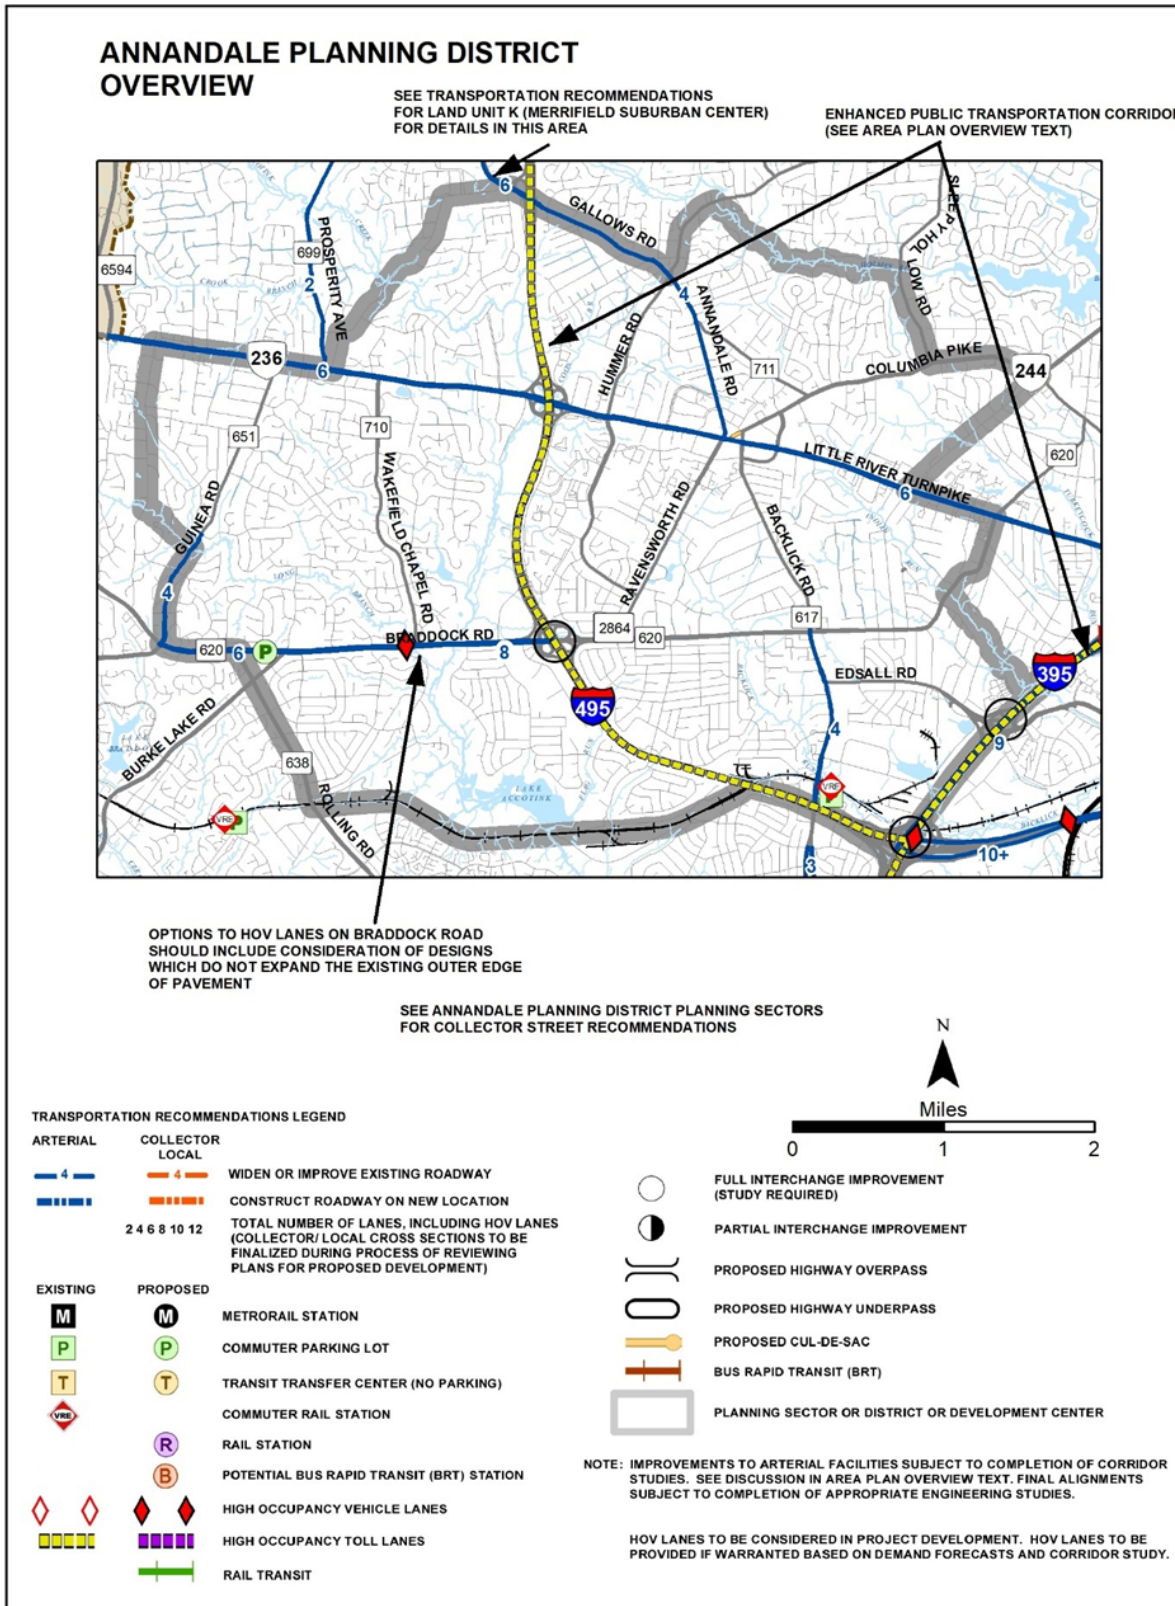 ANNANDALE PLANNING DISTRICT
OVERVIEW
SEE TRANSPORTATION RECOMMENDATIONS
FOR LAND UNIT K (MERRIFIELD SUBURBAN CENTER)
FOR DETAILS IN THIS AREA
ENHANCED PUBLIC TRANSPORTATION CORRIDOR
(SEE AREA PLAN OVERVIEW TEXT)
6
GALLOWS RD
SLEEPY HOLLOW RD
PROSPERITY AVE
699
2
6594
4
ANNANDALE RD
HUMMER RD
236
6
711
COLUMBIA PIKE
244
651
710
LITTLE RIVER TURNPIKE
6
620
GUINEA RD
WAKEFIELD CHAPEL RD
RAVENSWORTH RD
BACKLICK RD
4
617
2864
620
620
6
P
BRADDOCK RD
8
EDSALL RD
395
495
BURKE LAKE RD
4
9
638
LAKE
ACCOTINK
VRE
P
VRE
P
ROLLING RD
BACKLICK
10+
3
OPTIONS TO HOV LANES ON BRADDOCK ROAD
SHOULD INCLUDE CONSIDERATION OF DESIGNS
WHICH DO NOT EXPAND THE EXISTING OUTER EDGE
OF PAVEMENT
SEE ANNANDALE PLANNING DISTRICT PLANNING SECTORS
FOR COLLECTOR STREET RECOMMENDATIONS
N
Miles
0 1 2
TRANSPORTATION RECOMMENDATIONS LEGEND
ARTERIAL COLLECTOR
LOCAL
4 4 WIDEN OR IMPROVE EXISTING ROADWAY
CONSTRUCT ROADWAY ON NEW LOCATION
2 4 6 8 10 12 TOTAL NUMBER OF LANES, INCLUDING HOV LANES
(COLLECTOR/ LOCAL CROSS SECTIONS TO BE
FINALIZED DURING PROCESS OF REVIEWING
PLANS FOR PROPOSED DEVELOPMENT)
EXISTING PROPOSED
M M METRORAIL STATION
P P COMMUTER PARKING LOT
T T TRANSIT TRANSFER CENTER (NO PARKING)
VRE COMMUTER RAIL STATION
R RAIL STATION
B POTENTIAL BUS RAPID TRANSIT (BRT) STATION
HIGH OCCUPANCY VEHICLE LANES
HIGH OCCUPANCY TOLL LANES
RAIL TRANSIT
FULL INTERCHANGE IMPROVEMENT
(STUDY REQUIRED)
PARTIAL INTERCHANGE IMPROVEMENT
PROPOSED HIGHWAY OVERPASS
PROPOSED HIGHWAY UNDERPASS
PROPOSED CUL-DE-SAC
BUS RAPID TRANSIT (BRT)
PLANNING SECTOR OR DISTRICT OR DEVELOPMENT CENTER
NOTE: IMPROVEMENTS TO ARTERIAL FACILITIES SUBJECT TO COMPLETION OF CORRIDOR
STUDIES. SEE DISCUSSION IN AREA PLAN OVERVIEW TEXT. FINAL ALIGNMENTS
SUBJECT TO COMPLETION OF APPROPRIATE ENGINEERING STUDIES.
HOV LANES TO BE CONSIDERED IN PROJECT DEVELOPMENT. HOV LANES TO BE
PROVIDED IF WARRANTED BASED ON DEMAND FORECASTS AND CORRIDOR STUDY.